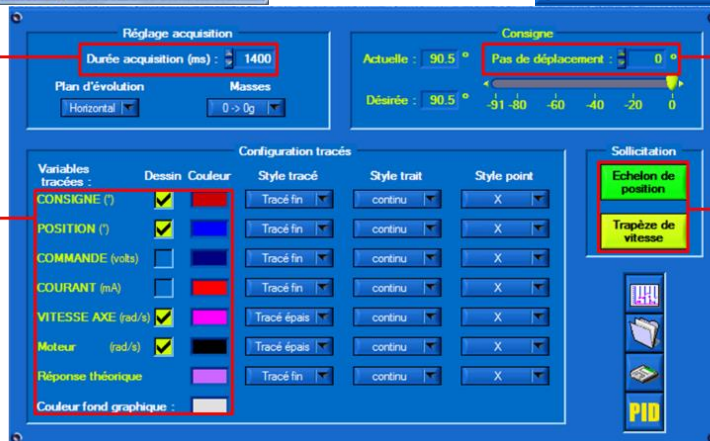 Réglage acquisition
Durée acquisition (ms) : 1400
Plan d'évolution Masses
Horizontal 0 -> 0g
Consigne
Actuelle : 90.5 ° Pas de déplacement : 0 °
Désirée : 90.5 ° -91 -80 -60 -40 -20 0
Configuration tracés
Variables tracées : Dessin Couleur Style tracé Style trait Style point
CONSIGNE (°) Tracé fin continu X
POSITION (°) Tracé fin continu X
COMMANDE (volts) Tracé fin continu X
COURANT (mA) Tracé fin continu X
VITESSE AXE (rad/s) Tracé épais continu X
Moteur (rad/s) Tracé épais continu X
Réponse théorique Tracé fin continu X
Couleur fond graphique :
Sollicitation
Echelon de
position
Trapèze de
vitesse
PID